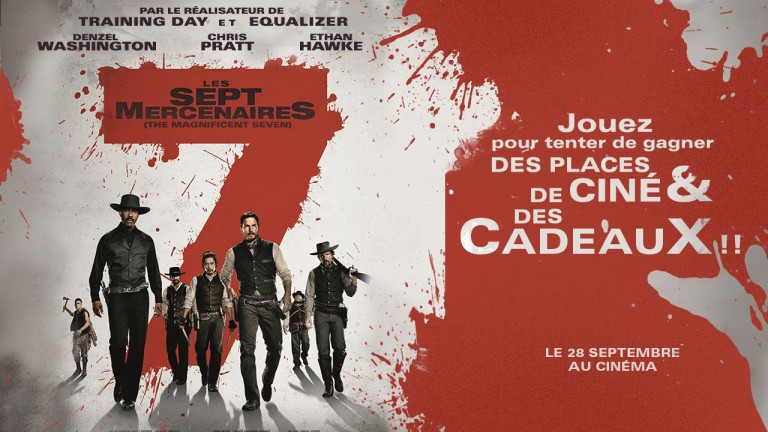 PAR LE RÉALISATEUR DE
TRAINING DAY ET EQUALIZER
DENZEL WASHINGTON
CHRIS PRATT
ETHAN HAWKE
LES
SEPT
MERCENAIRES
(THE MAGNIFICENT SEVEN)
7
Jouez
pour tenter de gagner
DES PLACES
DE CINÉ &
DES
CADEAUX !!
LE 28 SEPTEMBRE
AU CINÉMA